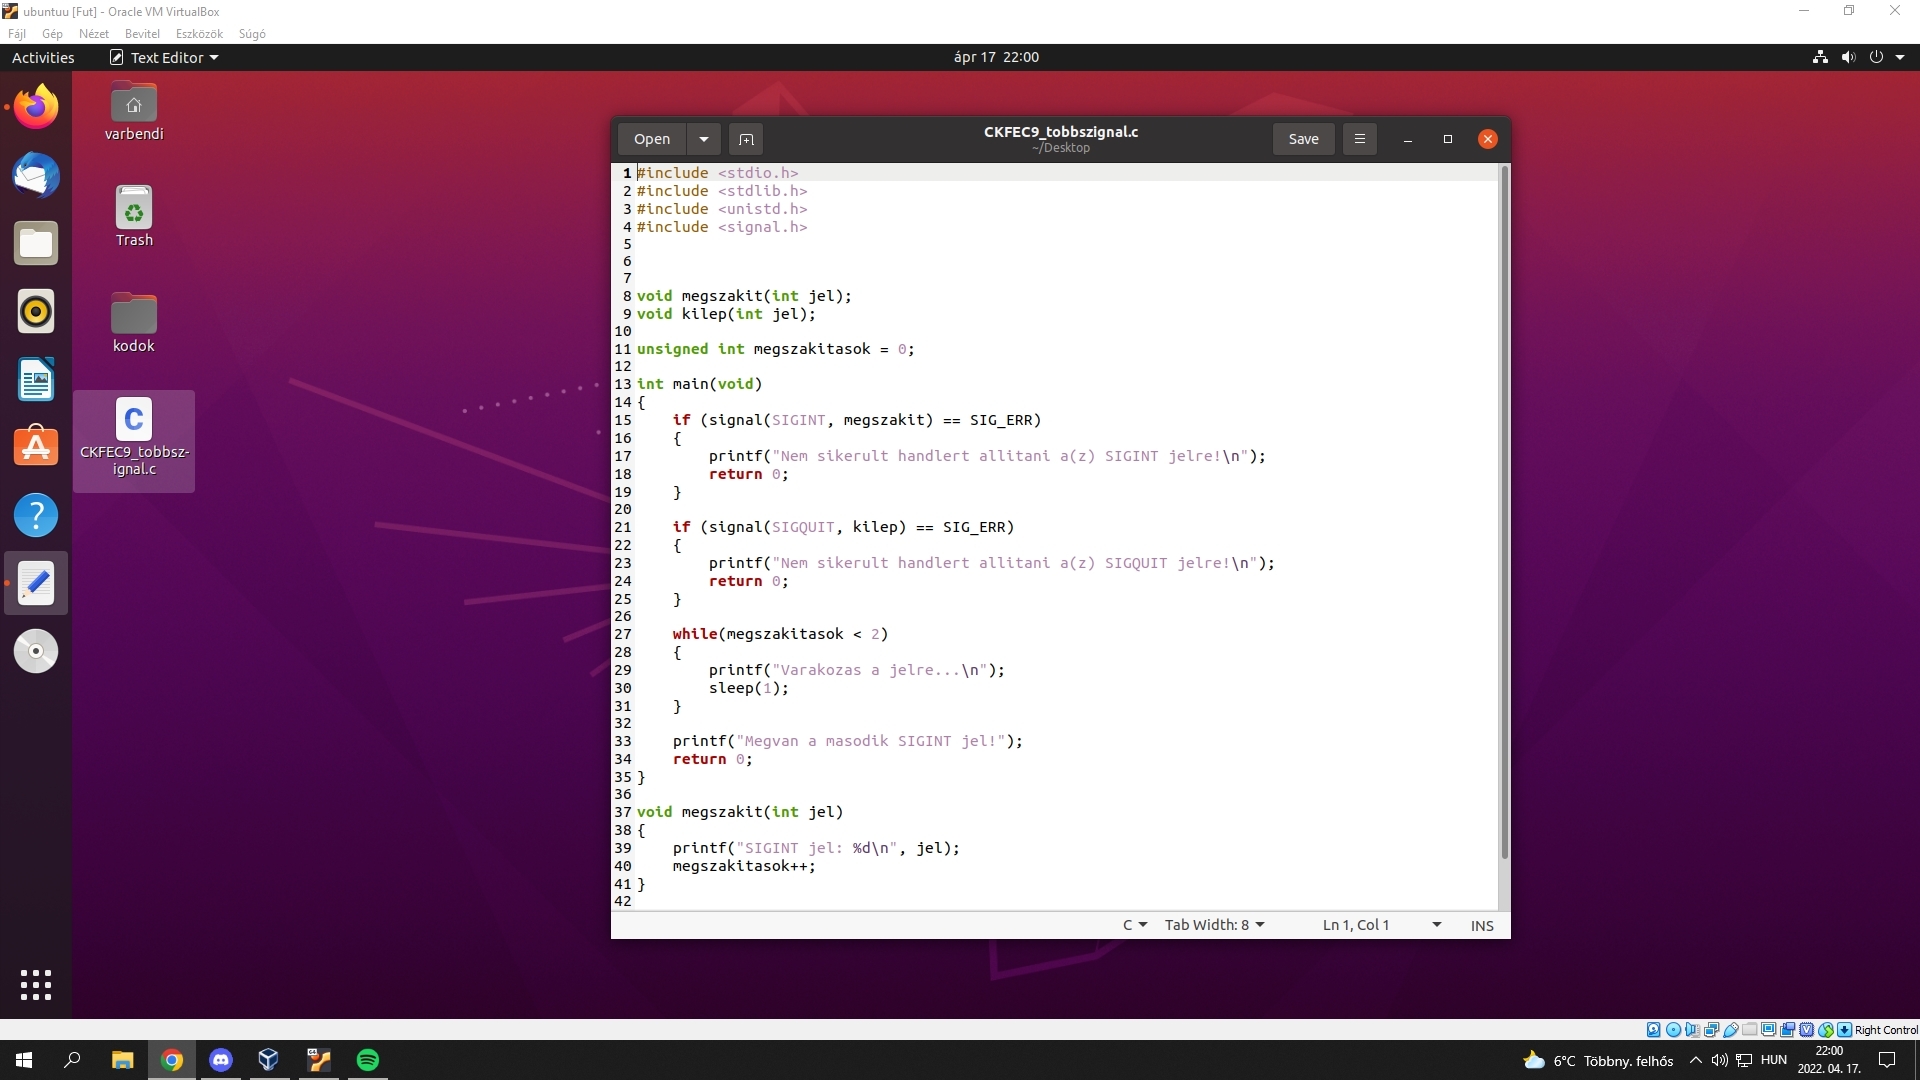 ubuntuu [Fut] - Oracle VM VirtualBox
Fájl Gép Nézet Bevitel Eszközök Súgó
Activities Text Editor ápr 17 22:00
varbendi
Trash
kodok
CKFEC9_tobbsz-
ignal.c
Open CKFEC9_tobbszignal.c Save
~/Desktop
1 #include <stdio.h>
2 #include <stdlib.h>
3 #include <unistd.h>
4 #include <signal.h>
5
6
7
8 void megszakit(int jel);
9 void kilep(int jel);
10
11 unsigned int megszakitasok = 0;
12
13 int main(void)
14 {
15     if (signal(SIGINT, megszakit) == SIG_ERR)
16     {
17         printf("Nem sikerult handlert allitani a(z) SIGINT jelre!\n");
18         return 0;
19     }
20
21     if (signal(SIGQUIT, kilep) == SIG_ERR)
22     {
23         printf("Nem sikerult handlert allitani a(z) SIGQUIT jelre!\n");
24         return 0;
25     }
26
27     while(megszakitasok < 2)
28     {
29         printf("Varakozas a jelre...\n");
30         sleep(1);
31     }
32
33     printf("Megvan a masodik SIGINT jel!");
34     return 0;
35 }
36
37 void megszakit(int jel)
38 {
39     printf("SIGINT jel: %d\n", jel);
40     megszakitasok++;
41 }
42
C Tab Width: 8 Ln 1, Col 1 INS
Right Control
6°C Többny. felhős HUN 22:00
2022. 04. 17.